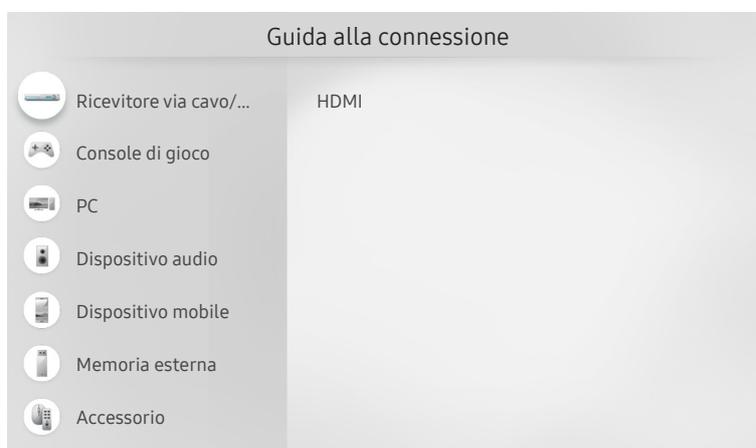 Guida alla connessione
Ricevitore via cavo/...
HDMI
Console di gioco
PC
Dispositivo audio
Dispositivo mobile
Memoria esterna
Accessorio